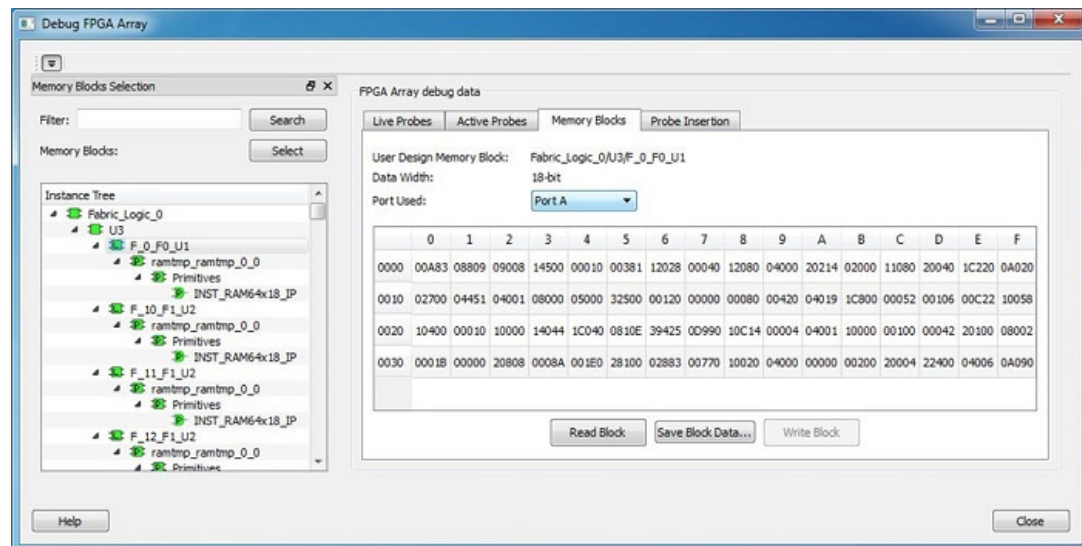 Debug FPGA Array
Memory Blocks Selection
Filter:
Search
Memory Blocks:
Select
Instance Tree
Fabric_Logic_0
U3
F_0_F0_U1
ramtmp_ramtmp_0_0
Primitives
INST_RAM64x18_IP
F_10_F1_U2
ramtmp_ramtmp_0_0
Primitives
INST_RAM64x18_IP
F_11_F1_U2
ramtmp_ramtmp_0_0
Primitives
INST_RAM64x18_IP
F_12_F1_U2
ramtmp_ramtmp_0_0
Primitives
FPGA Array debug data
Live Probes Active Probes Memory Blocks Probe Insertion
User Design Memory Block: Fabric_Logic_0/U3/F_0_F0_U1
Data Width: 18-bit
Port Used: Port A
0 1 2 3 4 5 6 7 8 9 A B C D E F
0000 00A83 08809 09008 14500 00010 00381 12028 00040 12080 04000 20214 02000 11080 20040 1C220 0A020
0010 02700 04451 04001 08000 05000 32500 00120 00000 00080 00420 04019 1C800 00052 00106 00C22 10058
0020 10400 00010 10000 14044 1C040 0810E 39425 0D990 10C14 00004 04001 10000 00100 00042 20100 08002
0030 0001B 00000 20808 0008A 001E0 28100 02883 00770 10020 04000 00000 00200 20004 22400 04006 0A090
Read Block Save Block Data... Write Block
Help Close